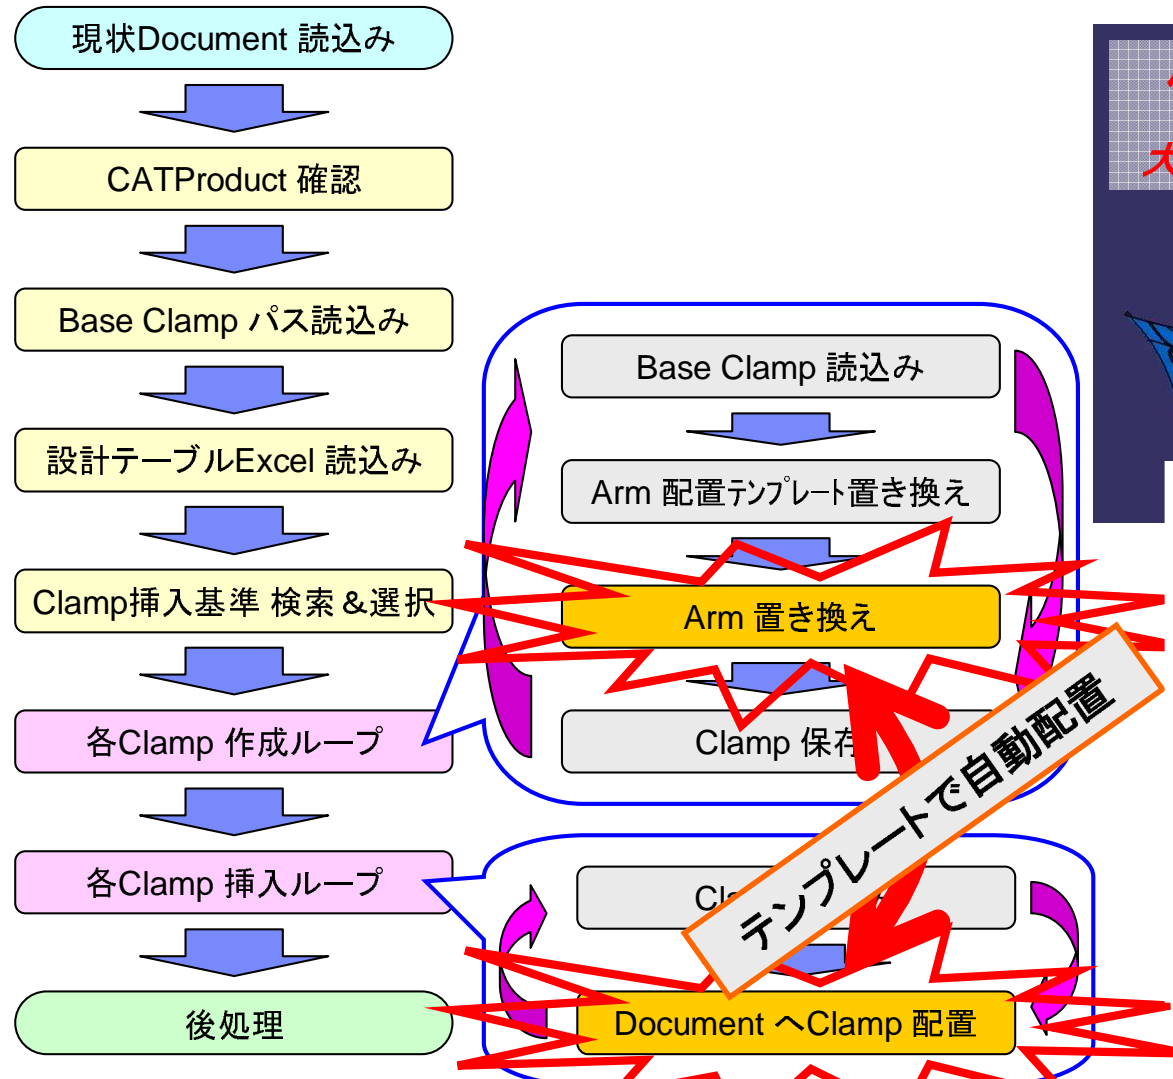 現状Document 読込み
CATProduct 確認
Base Clamp パス読込み
設計テーブルExcel 読込み
Clamp挿入基準 検索＆選択
各Clamp 作成ループ
各Clamp 挿入ループ
後処理
Base Clamp 読込み
Arm 配置ﾃﾝﾌﾟﾚｰﾄ置き換え
Arm 置き換え
Clamp 保存
テンプレートで自動配置
Document へClamp 配置